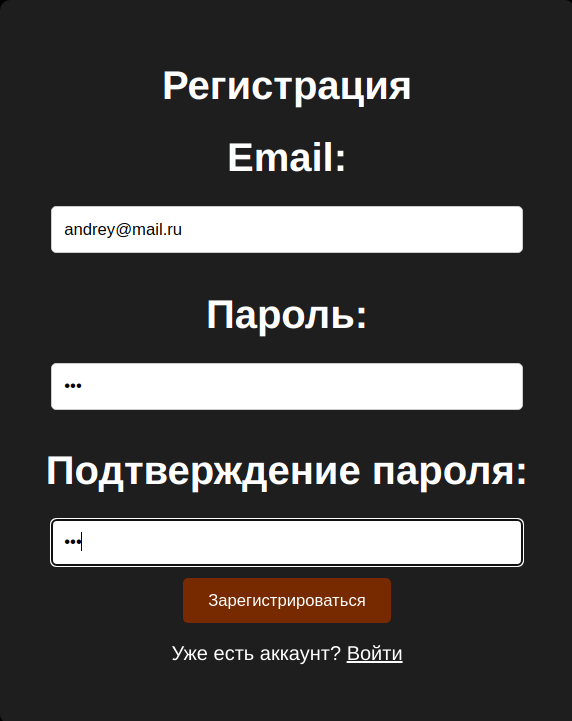 Регистрация
Email:
andrey@mail.ru
Пароль:
•••
Подтверждение пароля:
•••
Зарегистрироваться
Уже есть аккаунт? Войти